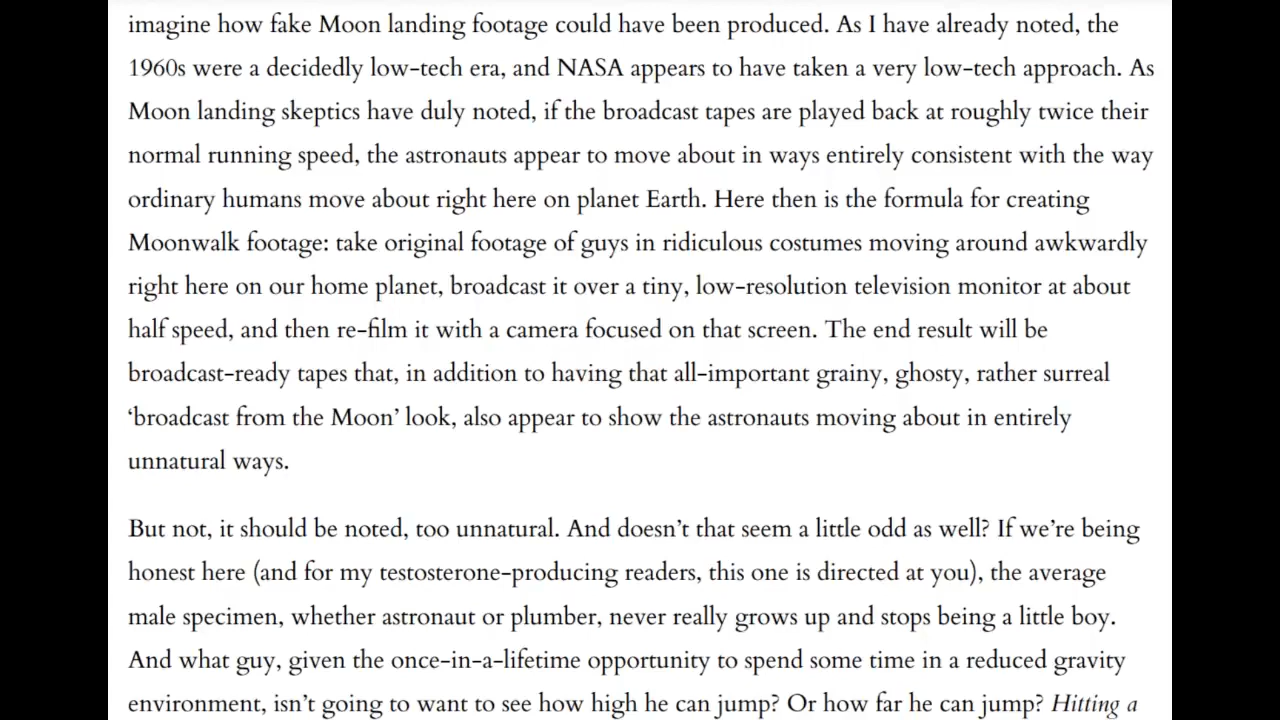 imagine how fake Moon landing footage could have been produced. As I have already noted, the
1960s were a decidedly low-tech era, and NASA appears to have taken a very low-tech approach. As
Moon landing skeptics have duly noted, if the broadcast tapes are played back at roughly twice their
normal running speed, the astronauts appear to move about in ways entirely consistent with the way
ordinary humans move about right here on planet Earth. Here then is the formula for creating
Moonwalk footage: take original footage of guys in ridiculous costumes moving around awkwardly
right here on our home planet, broadcast it over a tiny, low-resolution television monitor at about
half speed, and then re-film it with a camera focused on that screen. The end result will be
broadcast-ready tapes that, in addition to having that all-important grainy, ghosty, rather surreal
‘broadcast from the Moon’ look, also appear to show the astronauts moving about in entirely
unnatural ways.
But not, it should be noted, too unnatural. And doesn’t that seem a little odd as well? If we’re being
honest here (and for my testosterone-producing readers, this one is directed at you), the average
male specimen, whether astronaut or plumber, never really grows up and stops being a little boy.
And what guy, given the once-in-a-lifetime opportunity to spend some time in a reduced gravity
environment, isn’t going to want to see how high he can jump? Or how far he can jump? Hitting a